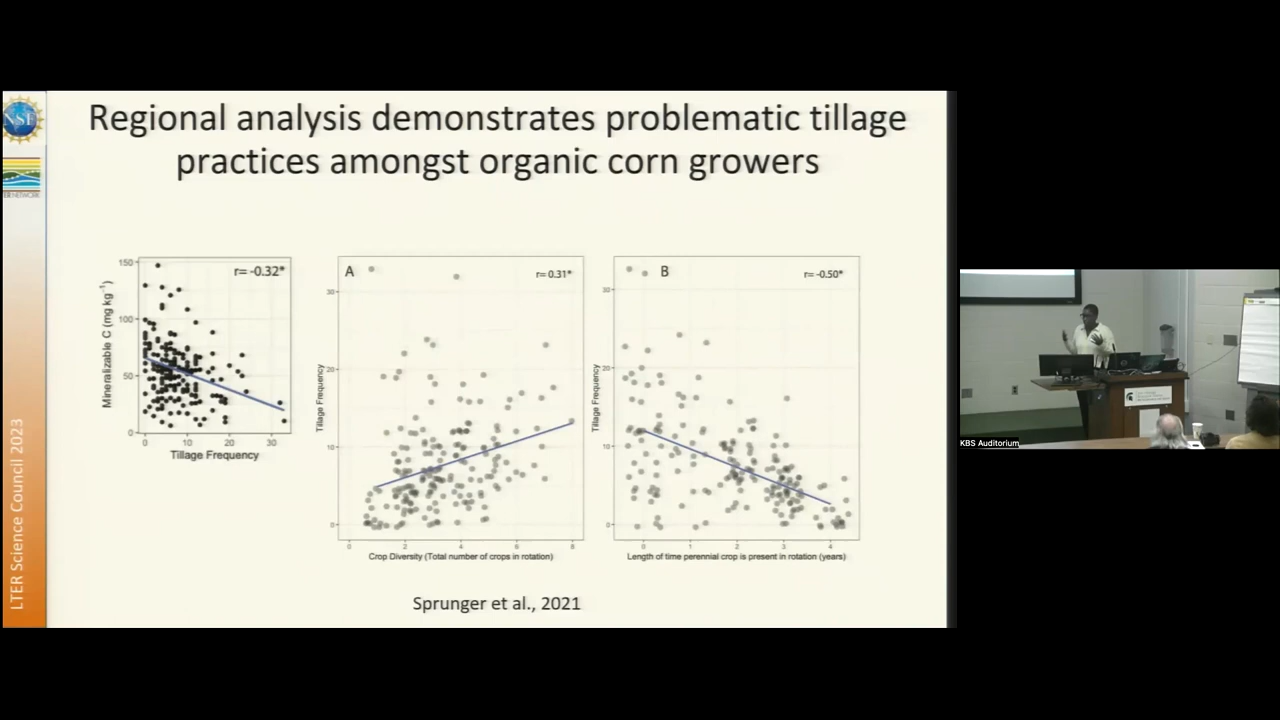 Regional analysis demonstrates problematic tillage
practices amongst organic corn growers
NSF
LTER Science Council 2023
150
100
50
0
Mineralizable C (mg kg⁻¹)
r= -0.32*
0 10 20 30
Tillage Frequency
A
r= 0.31*
30
20
10
0
Tillage Frequency
0 2 4 6 8
Crop Diversity (Total number of crops in rotation)
B
r= -0.50*
30
20
10
0
Tillage Frequency
0 1 2 3 4
Length of time perennial crop is present in rotation (years)
Sprunger et al., 2021
KBS Auditorium